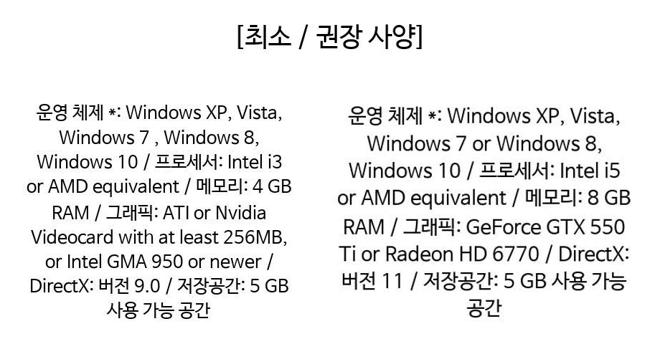 [최소 / 권장 사양]
운영 체제 *: Windows XP, Vista,
Windows 7 , Windows 8,
Windows 10 / 프로세서: Intel i3
or AMD equivalent / 메모리: 4 GB
RAM / 그래픽: ATI or Nvidia
Videocard with at least 256MB,
or Intel GMA 950 or newer /
DirectX: 버전 9.0 / 저장공간: 5 GB
사용 가능 공간
운영 체제 *: Windows XP, Vista,
Windows 7 or Windows 8,
Windows 10 / 프로세서: Intel i5
or AMD equivalent / 메모리: 8 GB
RAM / 그래픽: GeForce GTX 550
Ti or Radeon HD 6770 / DirectX:
버전 11 / 저장공간: 5 GB 사용 가능
공간